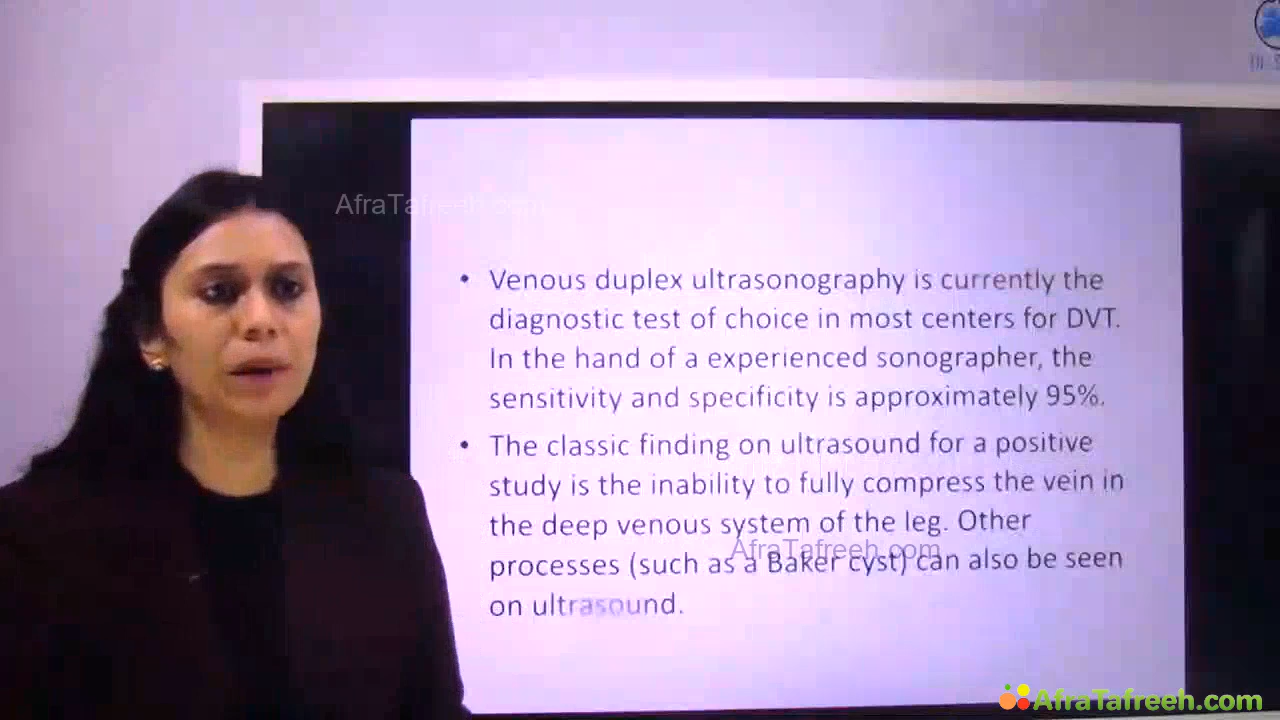 AfraTafreeh.com
• Venous duplex ultrasonography is currently the
diagnostic test of choice in most centers for DVT.
In the hand of a experienced sonographer, the
sensitivity and specificity is approximately 95%.
• The classic finding on ultrasound for a positive
study is the inability to fully compress the vein in
the deep venous system of the leg. Other
AfraTafreeh.com
processes (such as a Baker cyst) can also be seen
on ultrasound.
AfraTafreeh.com